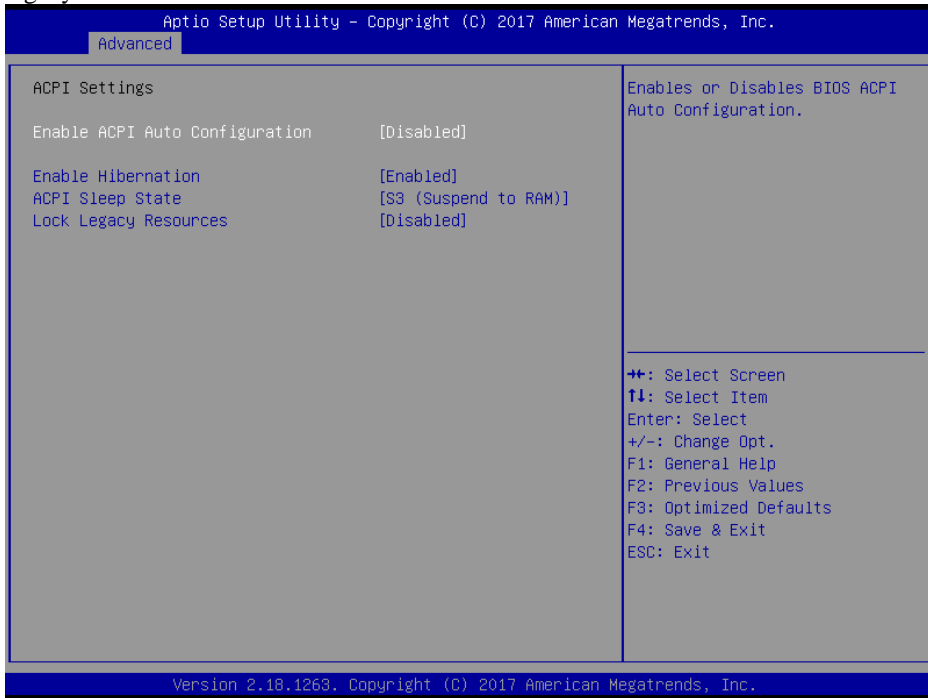 Aptio Setup Utility – Copyright (C) 2017 American Megatrends, Inc.
Advanced
ACPI Settings
Enable ACPI Auto Configuration [Disabled]
Enable Hibernation [Enabled]
ACPI Sleep State [S3 (Suspend to RAM)]
Lock Legacy Resources [Disabled]
Enables or Disables BIOS ACPI
Auto Configuration.
→←: Select Screen
↑↓: Select Item
Enter: Select
+/-: Change Opt.
F1: General Help
F2: Previous Values
F3: Optimized Defaults
F4: Save & Exit
ESC: Exit
Version 2.18.1263. Copyright (C) 2017 American Megatrends, Inc.